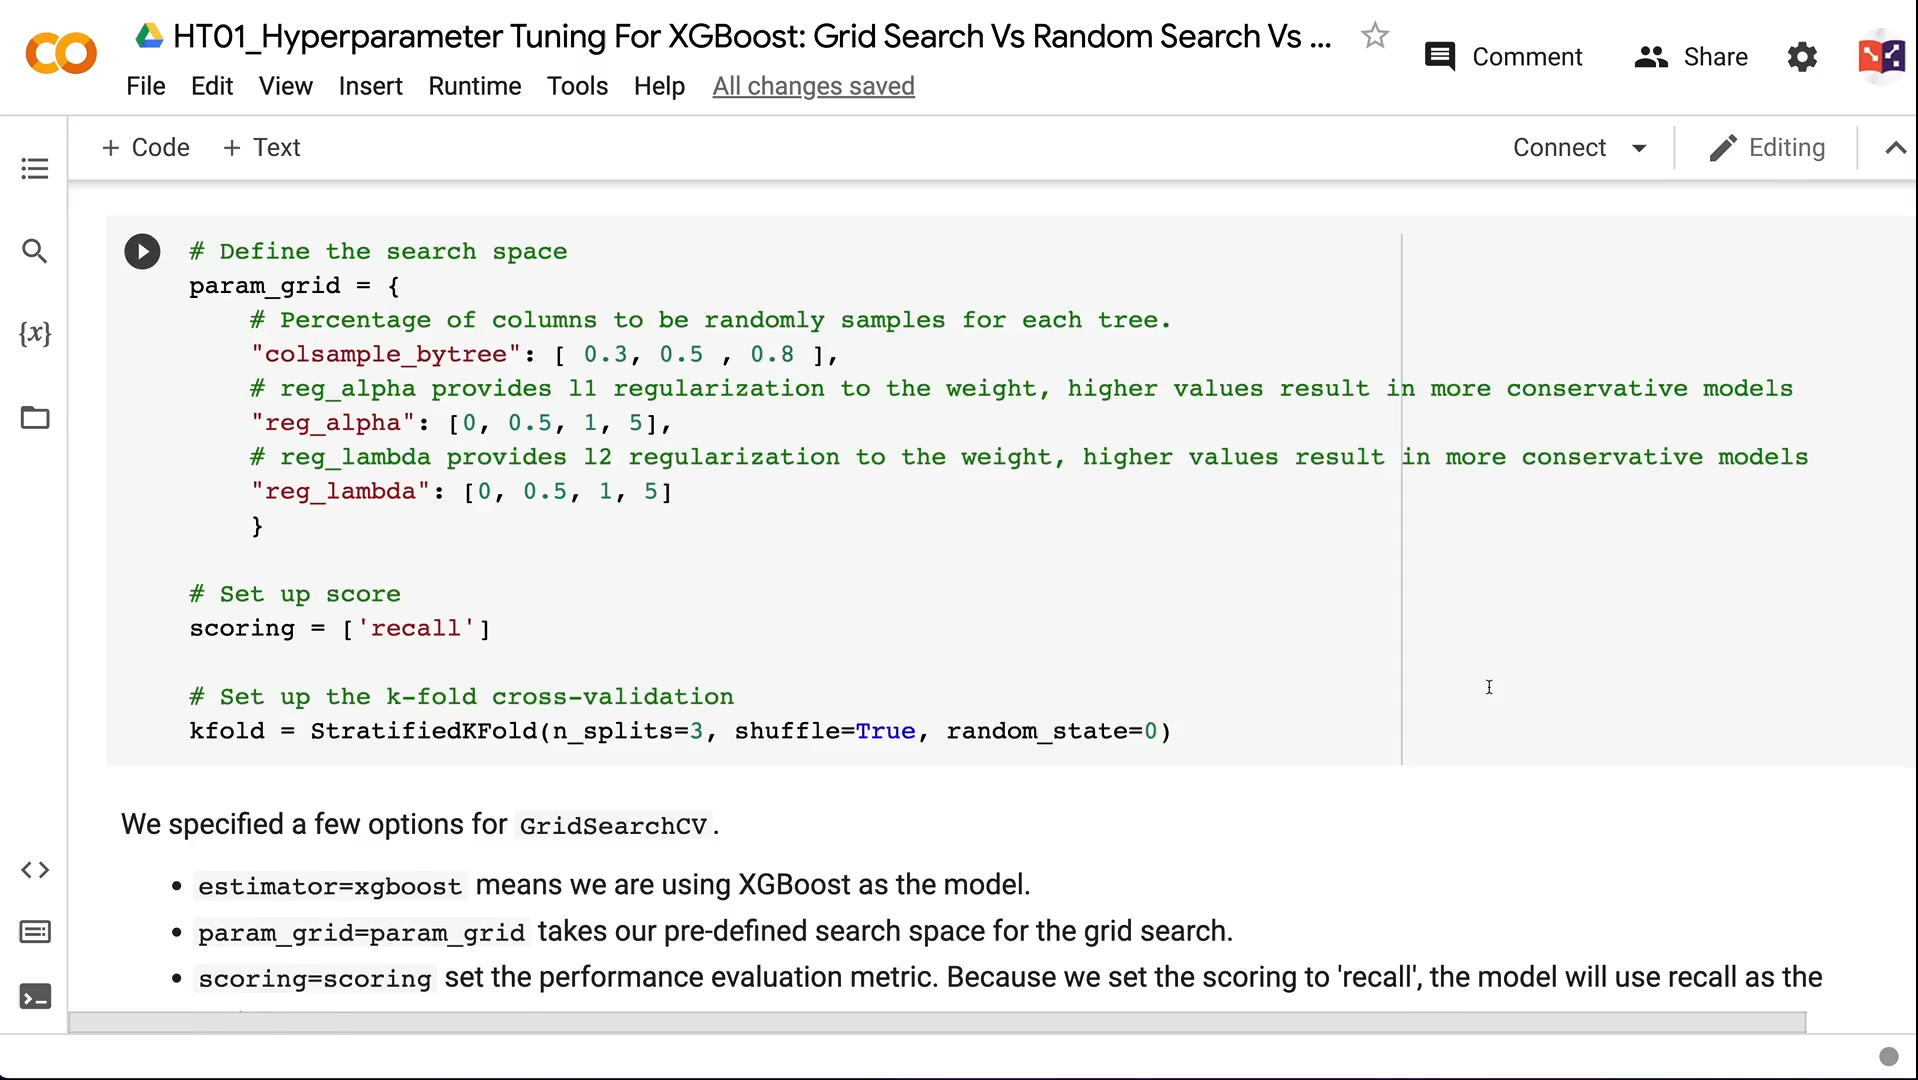 HT01_Hyperparameter Tuning For XGBoost: Grid Search Vs Random Search Vs ...
Comment
Share
File Edit View Insert Runtime Tools Help All changes saved
+ Code + Text
Connect
Editing
{x}
# Define the search space
param_grid = {
# Percentage of columns to be randomly samples for each tree.
"colsample_bytree": [ 0.3, 0.5 , 0.8 ],
# reg_alpha provides l1 regularization to the weight, higher values result in more conservative models
"reg_alpha": [0, 0.5, 1, 5],
# reg_lambda provides l2 regularization to the weight, higher values result in more conservative models
"reg_lambda": [0, 0.5, 1, 5]
}
# Set up score
scoring = ['recall']
# Set up the k-fold cross-validation
kfold = StratifiedKFold(n_splits=3, shuffle=True, random_state=0)
We specified a few options for GridSearchCV.
• estimator=xgboost means we are using XGBoost as the model.
• param_grid=param_grid takes our pre-defined search space for the grid search.
• scoring=scoring set the performance evaluation metric. Because we set the scoring to 'recall', the model will use recall as the